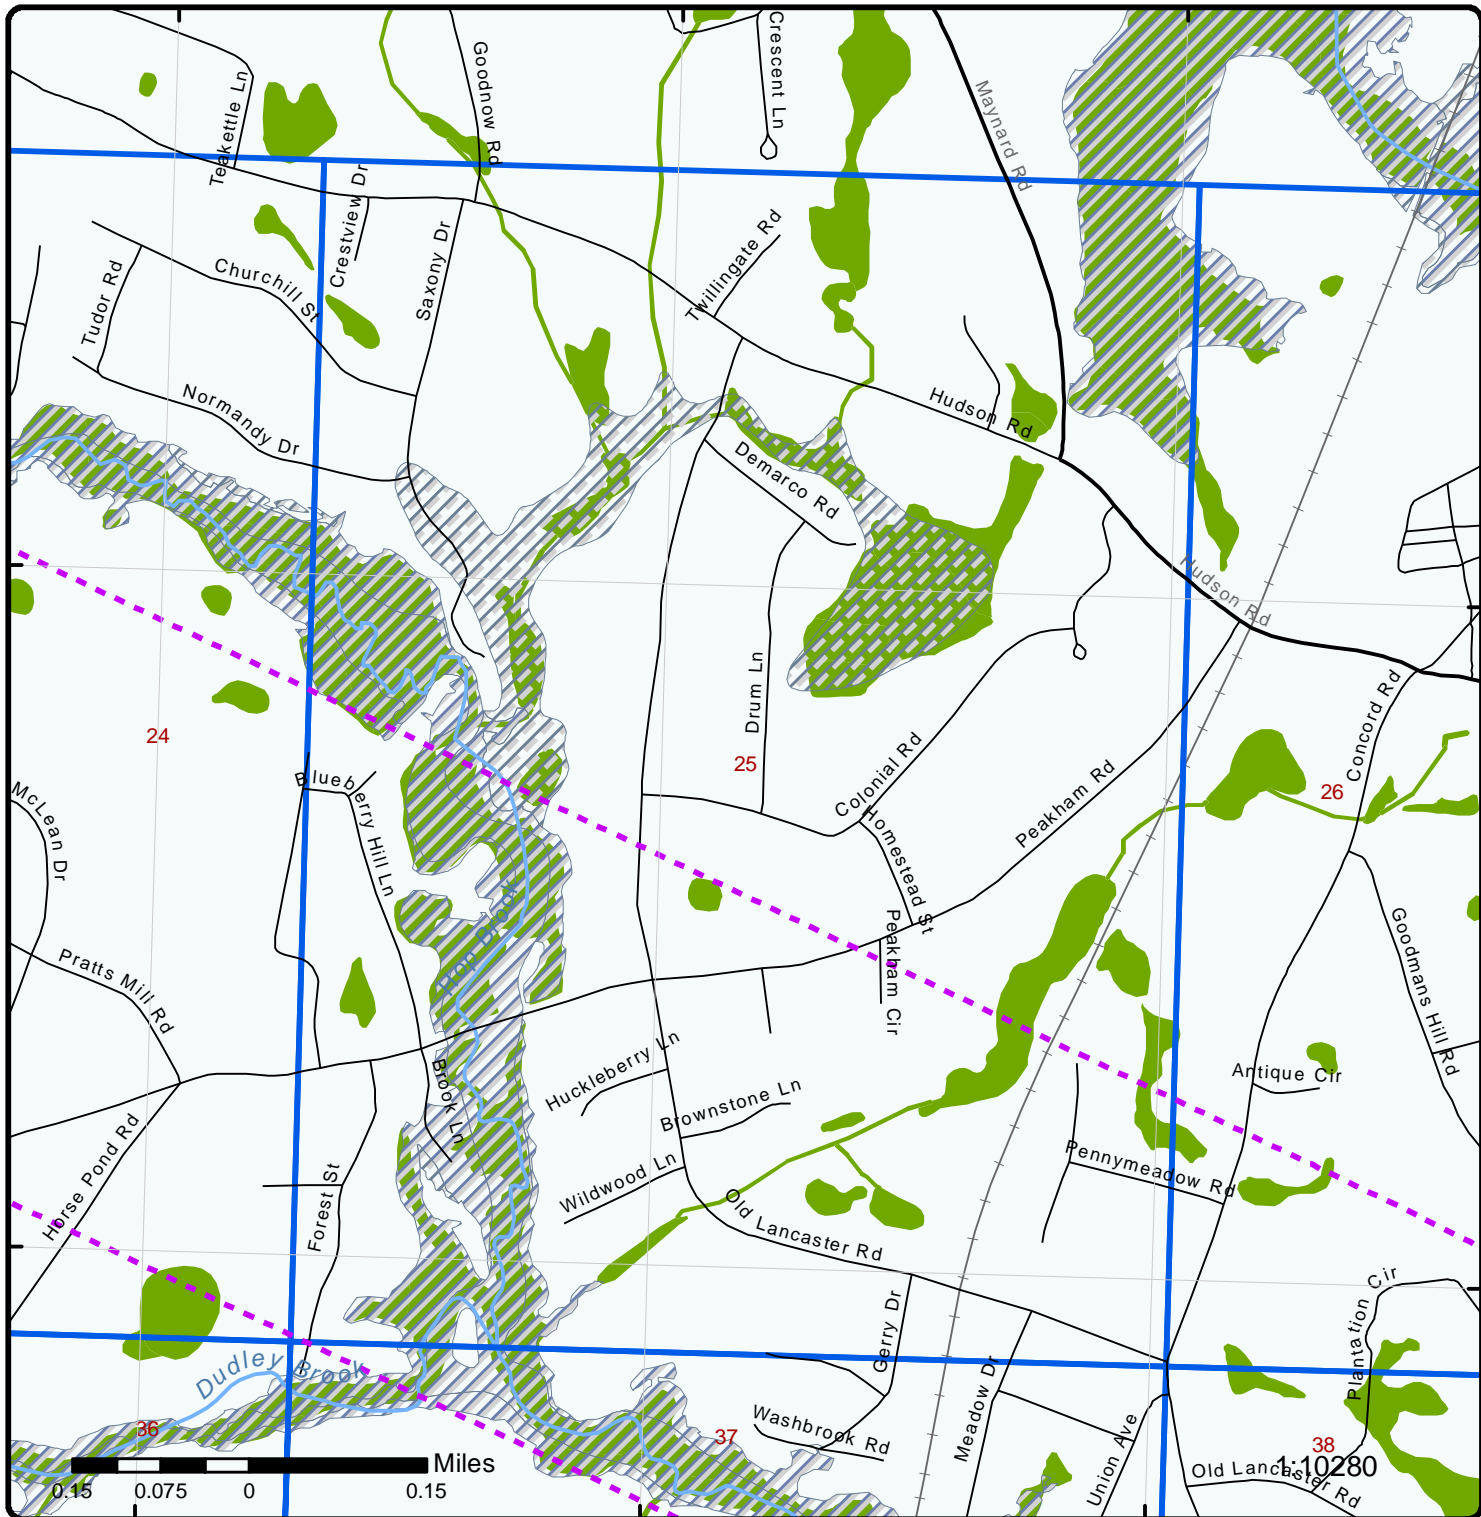 Crescent Ln
Goodnow Rd
Teakettle Ln
Maynard Rd
Crestview Dr
Saxony Dr
Twillingate Rd
Churchill St
Tudor Rd
Normandy Dr
Hudson Rd
Demarco Rd
Hudson Rd
Drum Ln
Concord Rd
24
25
26
Colonial Rd
Peakham Rd
Blueberry Hill Ln
McLean Dr
Homestead St
Hop Brook
Peakham Cir
Goodmans Hill Rd
Pratts Mill Rd
Huckleberry Ln
Brook Ln
Brownstone Ln
Antique Cir
Horse Pond Rd
Forest St
Wildwood Ln
Pennymeadow Rd
Old Lancaster Rd
Gerry Dr
Plantation Cir
Dudley Brook
Meadow Dr
Washbrook Rd
Union Ave
36
37
38
Miles
1:10280
Old Lancaster Rd
0.15 0.075 0 0.15